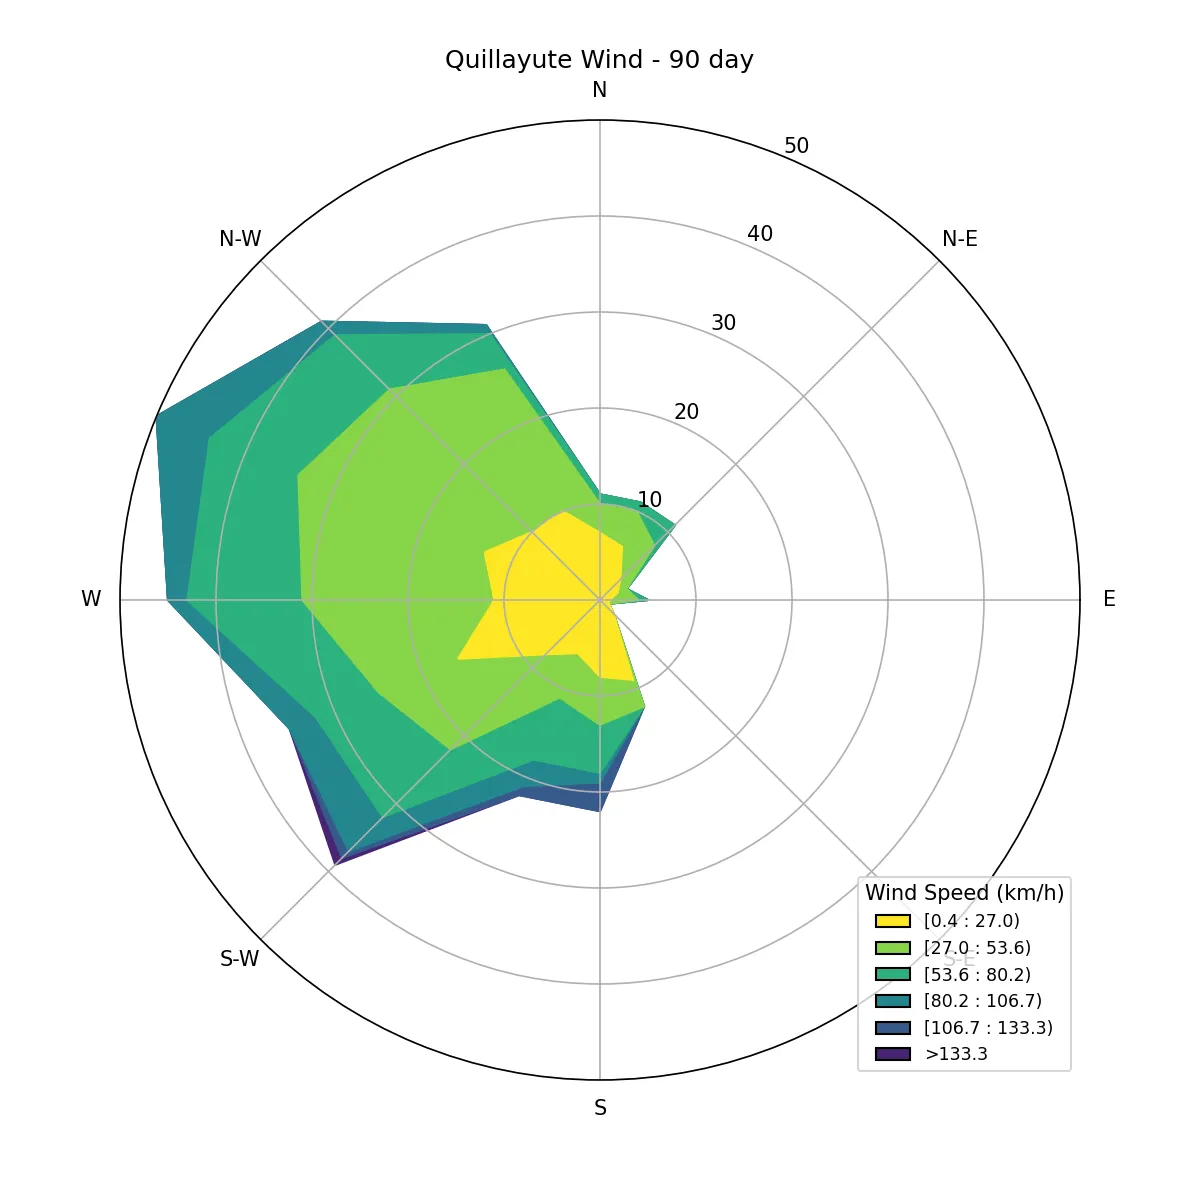 Quillayute Wind - 90 day
N
50
N-W
40
N-E
30
20
10
W
E
Wind Speed (km/h)
[0.4 : 27.0)
[27.0 : 53.6)
S-W
S-E
[53.6 : 80.2)
[80.2 : 106.7)
[106.7 : 133.3)
>133.3
S